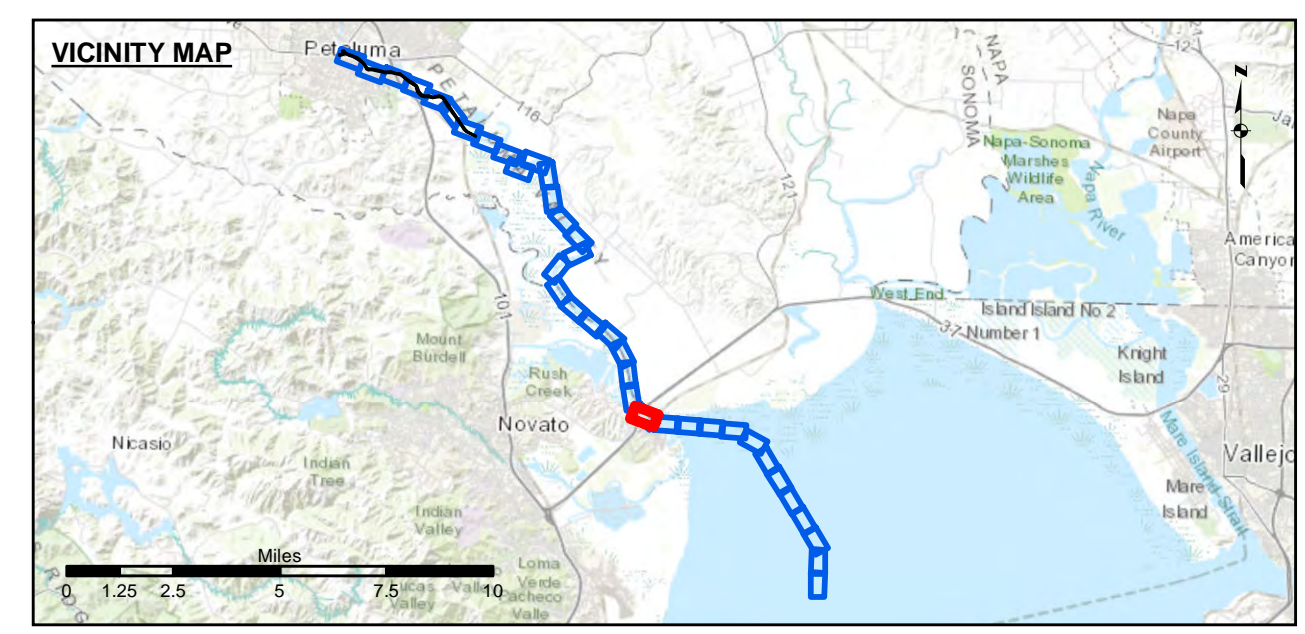 VICINITY MAP
Petaluma
12
NAPA
SONOMA
116
121
Napa
County
Airport
Napa-Sonoma
Marshes
Wildlife
Area
Napa River
America
Canyon
West End
Island Island No 2
37
Number 1
Knight
Island
29
101
Mount
Burdell
Rush
Creek
Novato
Nicasio
Indian
Tree
Indian
Valley
Mare Island Strait
Mare
Island
Vallejo
Miles
0 1.25 2.5 5 7.5 10
Lucas Valley
Loma
Verde
Pacheco
Valle
Z